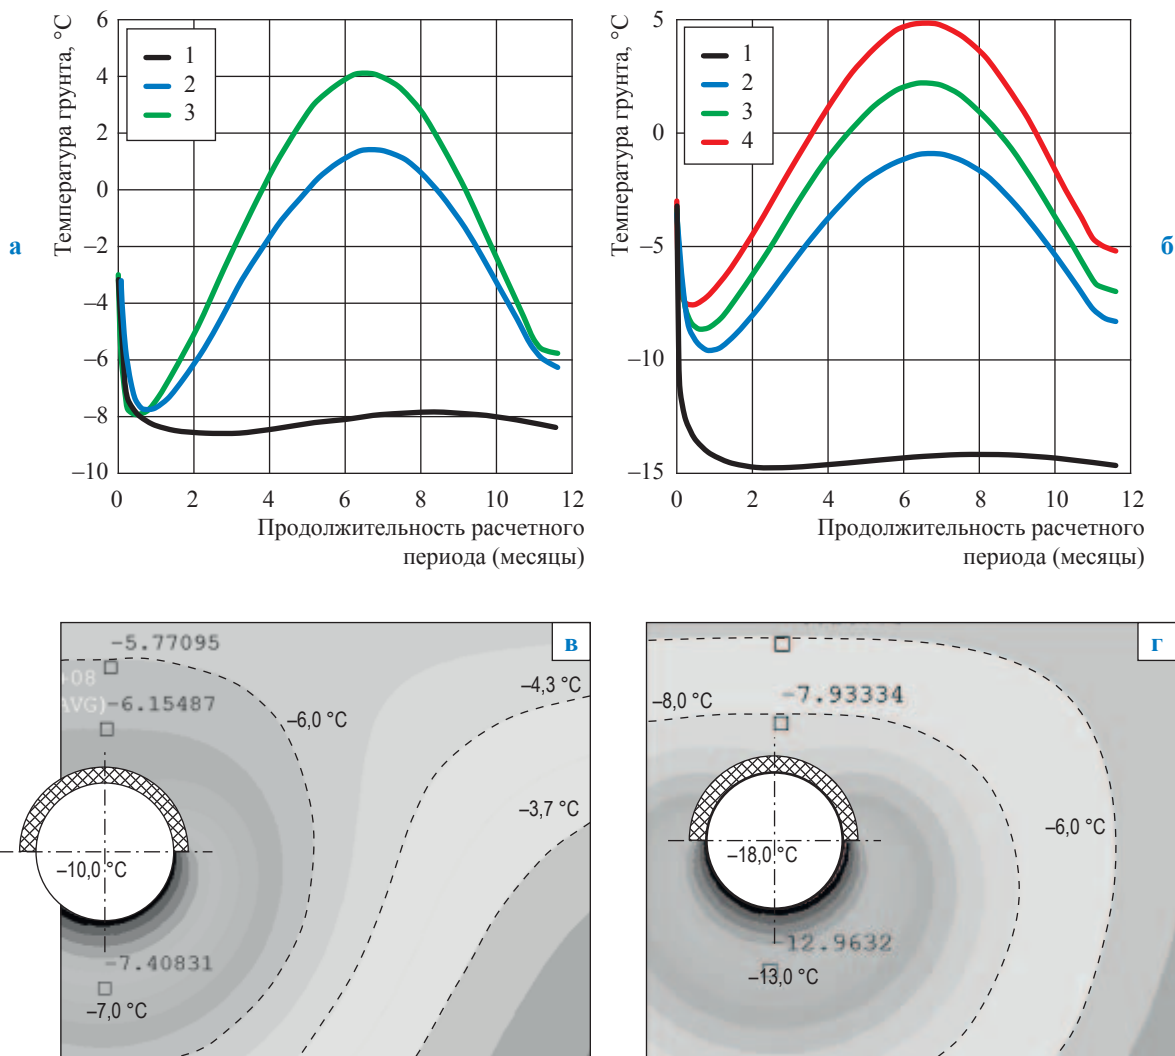 а
Температура грунта, °С
6
4
2
0
–2
–4
–6
–8
–10
1
2
3
0 2 4 6 8 10 12
Продолжительность расчетного
периода (месяцы)
б
Температура грунта, °С
5
0
–5
–10
–15
1
2
3
4
0 2 4 6 8 10 12
Продолжительность расчетного
периода (месяцы)
в
-5.77095
+08
AVG)
-6.15487
–6,0 °С
–4,3 °С
–3,7 °С
–10,0 °С
-7.40831
–7,0 °С
г
–8,0 °С
-7.93334
–6,0 °С
–18,0 °С
-12.9632
–13,0 °С